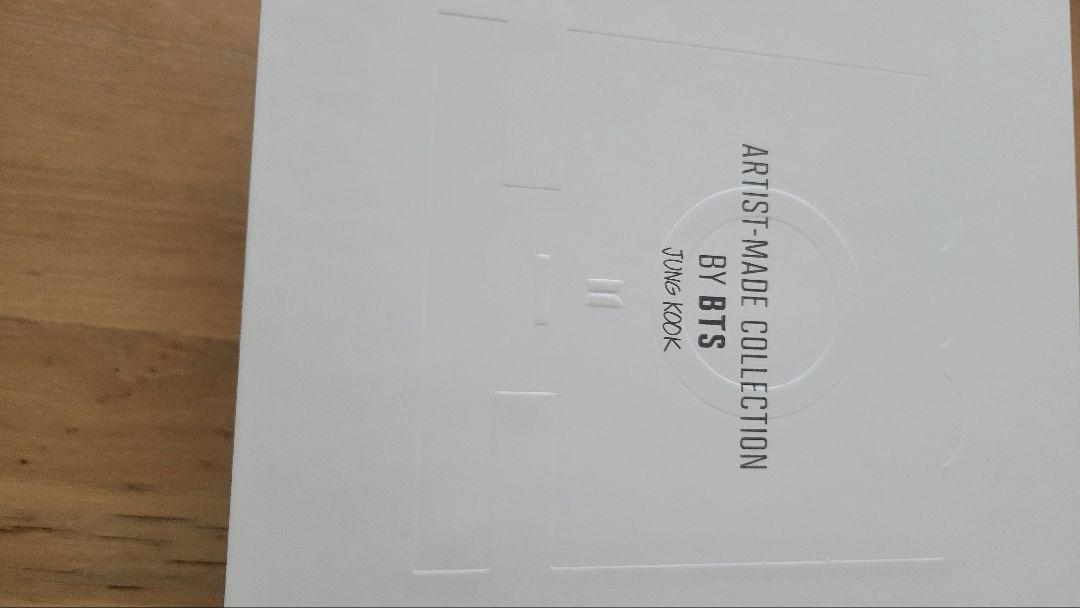 ARTIST-MADE COLLECTION
BY BTS
JUNG KOOK